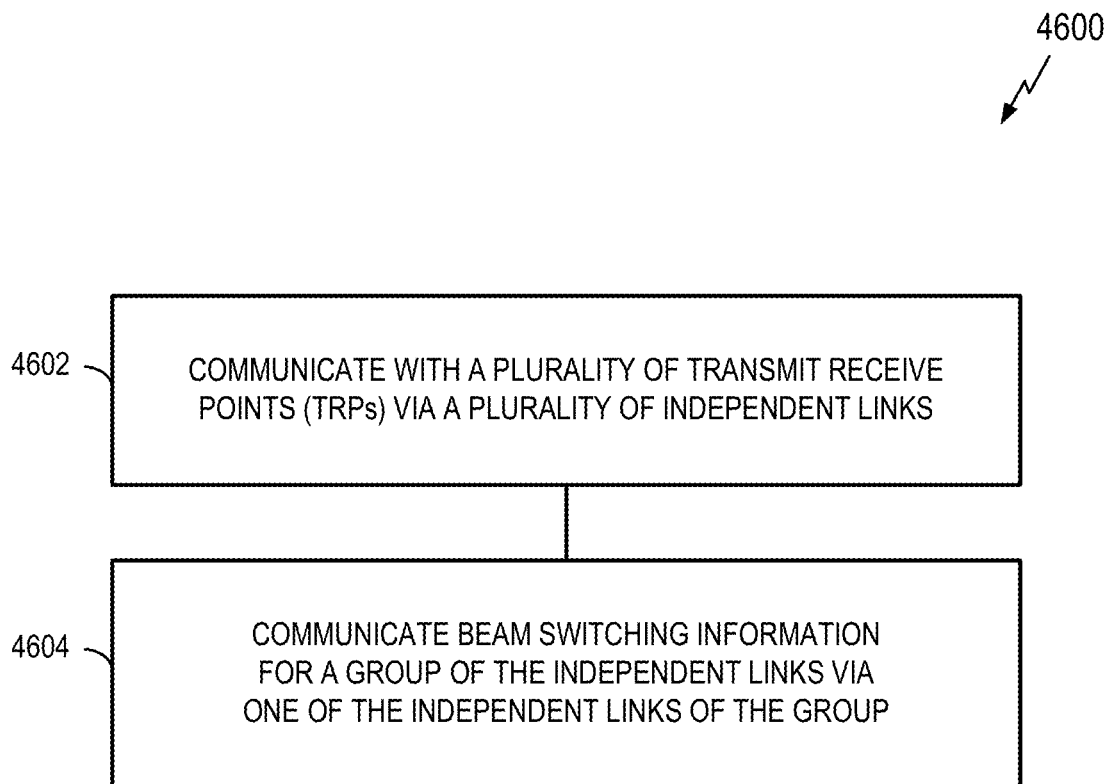 4600
4602
COMMUNICATE WITH A PLURALITY OF TRANSMIT RECEIVE
POINTS (TRPs) VIA A PLURALITY OF INDEPENDENT LINKS
4604
COMMUNICATE BEAM SWITCHING INFORMATION
FOR A GROUP OF THE INDEPENDENT LINKS VIA
ONE OF THE INDEPENDENT LINKS OF THE GROUP